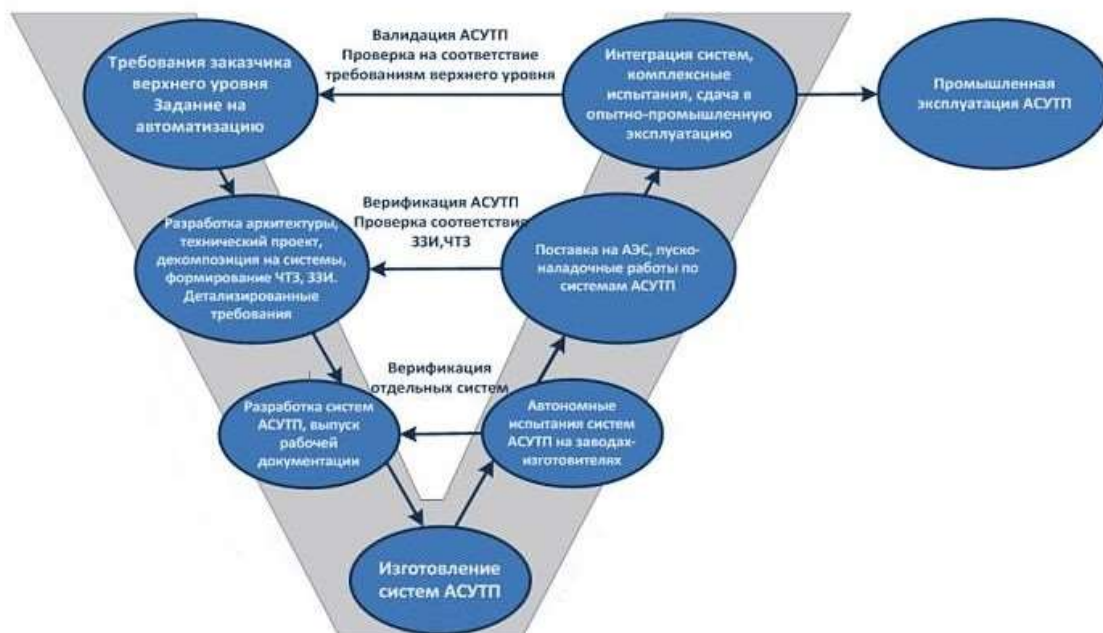 Требования заказчика
верхнего уровня
Задание на
автоматизацию
Валидация АСУТП
Проверка на соответствие
требованиям верхнего уровня
Интеграция систем,
комплексные
испытания, сдача в
опытно-промышленную
эксплуатацию
Промышленная
эксплуатация АСУТП
Разработка архитектуры,
технический проект,
декомпозиция на системы,
формирование ЧТЗ, ЗЗИ.
Детализированные
требования
Верификация АСУТП
Проверка соответствия
ЗЗИ,ЧТЗ
Поставка на АЭС, пуско-
наладочные работы по
системам АСУТП
Разработка систем
АСУТП, выпуск
рабочей
документации
Верификация
отдельных систем
Автономные
испытания систем
АСУТП на заводах-
изготовителях
Изготовление
систем АСУТП